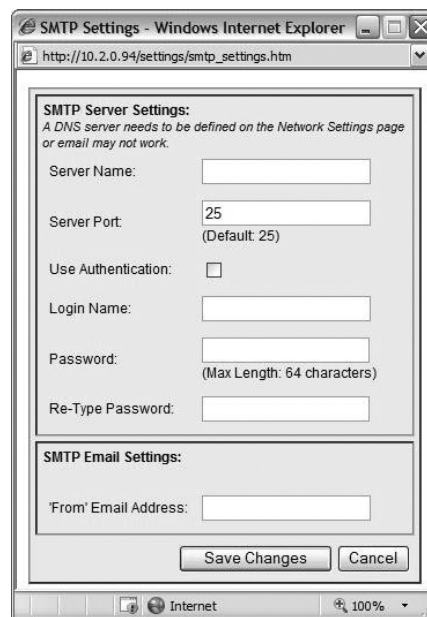 SMTP Settings - Windows Internet Explorer
http://10.2.0.94/settings/smtp_settings.htm
SMTP Server Settings:
A DNS server needs to be defined on the Network Settings page
or email may not work.
Server Name:
Server Port:
25
(Default: 25)
Use Authentication:
Login Name:
Password:
(Max Length: 64 characters)
Re-Type Password:
SMTP Email Settings:
'From' Email Address:
Save Changes
Cancel
Internet
100%